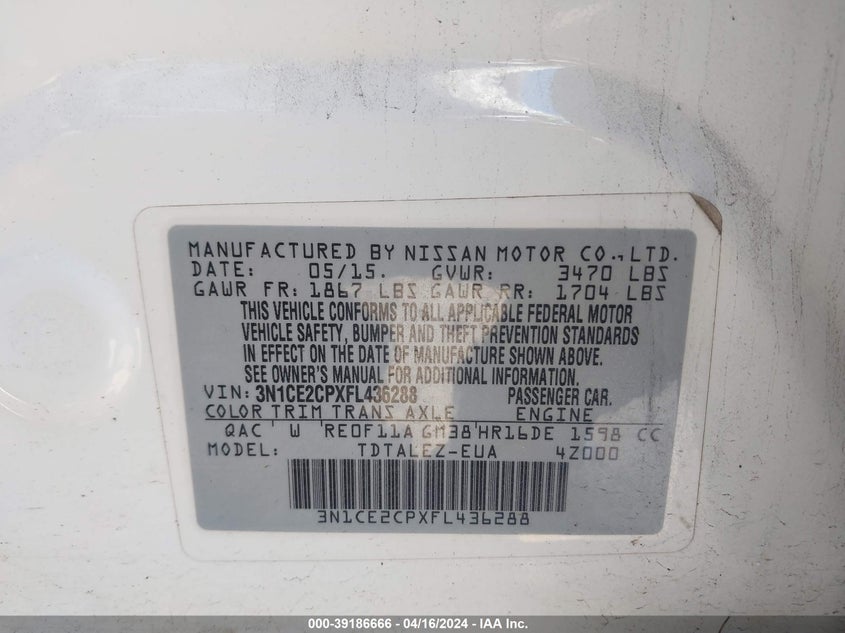 MANUFACTURED BY NISSAN MOTOR CO.,LTD.
DATE: 05/15. GVWR: 3470 LBS
GAWR FR: 1867 LBS GAWR RR: 1704 LBS
THIS VEHICLE CONFORMS TO ALL APPLICABLE FEDERAL MOTOR
VEHICLE SAFETY, BUMPER AND THEFT PREVENTION STANDARDS
IN EFFECT ON THE DATE OF MANUFACTURE SHOWN ABOVE.
SEE OWNER'S MANUAL FOR ADDITIONAL INFORMATION.
VIN: 3N1CE2CPXFL436288 PASSENGER CAR.
COLOR TRIM TRANS AXLE ENGINE
QAC W RE0F11A GM38 HR16DE 1598 CC
MODEL: TDTALEZ-EUA 4Z000
3N1CE2CPXFL436288
000-39186666 - 04/16/2024 - IAA Inc.